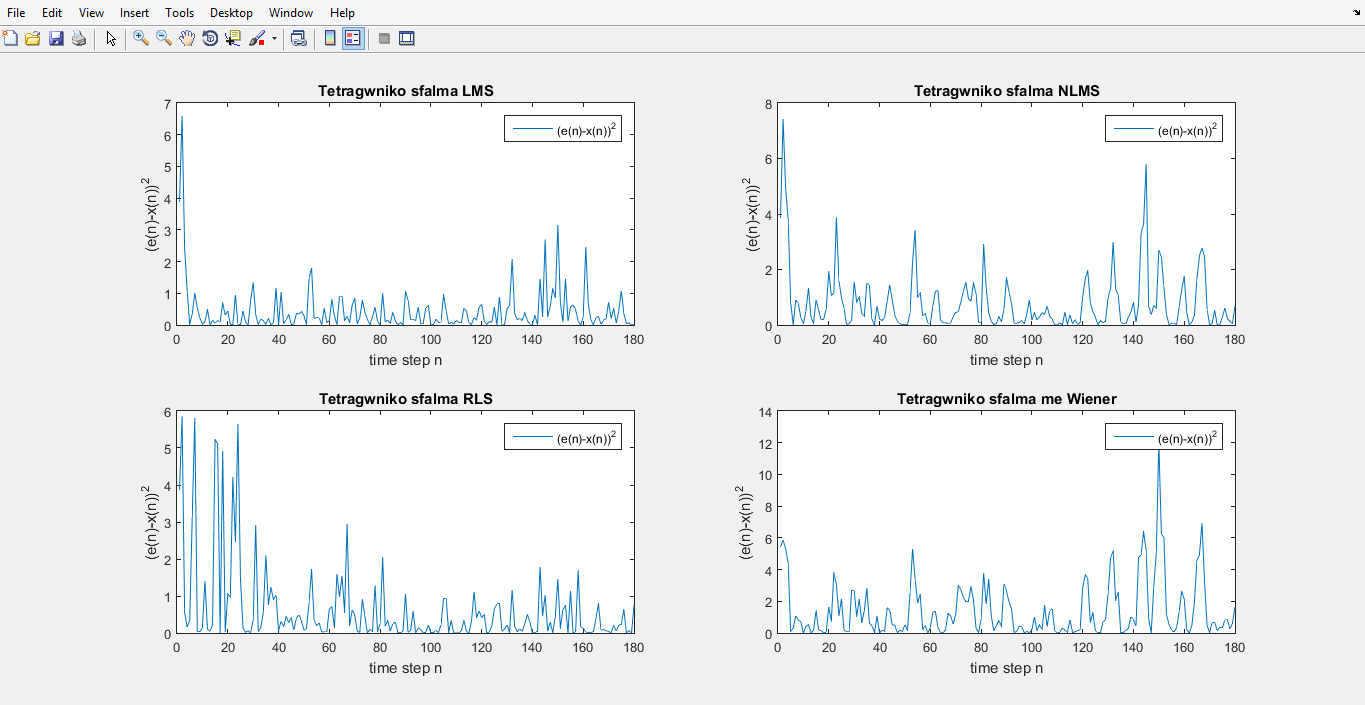 File Edit View Insert Tools Desktop Window Help
Tetragwniko sfalma LMS
(e(n)-x(n))²
7
6
5
4
3
2
1
0
(e(n)-x(n))²
0 20 40 60 80 100 120 140 160 180
time step n
Tetragwniko sfalma NLMS
(e(n)-x(n))²
8
6
4
2
0
(e(n)-x(n))²
0 20 40 60 80 100 120 140 160 180
time step n
Tetragwniko sfalma RLS
(e(n)-x(n))²
6
5
4
3
2
1
0
(e(n)-x(n))²
0 20 40 60 80 100 120 140 160 180
time step n
Tetragwniko sfalma me Wiener
(e(n)-x(n))²
14
12
10
8
6
4
2
0
(e(n)-x(n))²
0 20 40 60 80 100 120 140 160 180
time step n